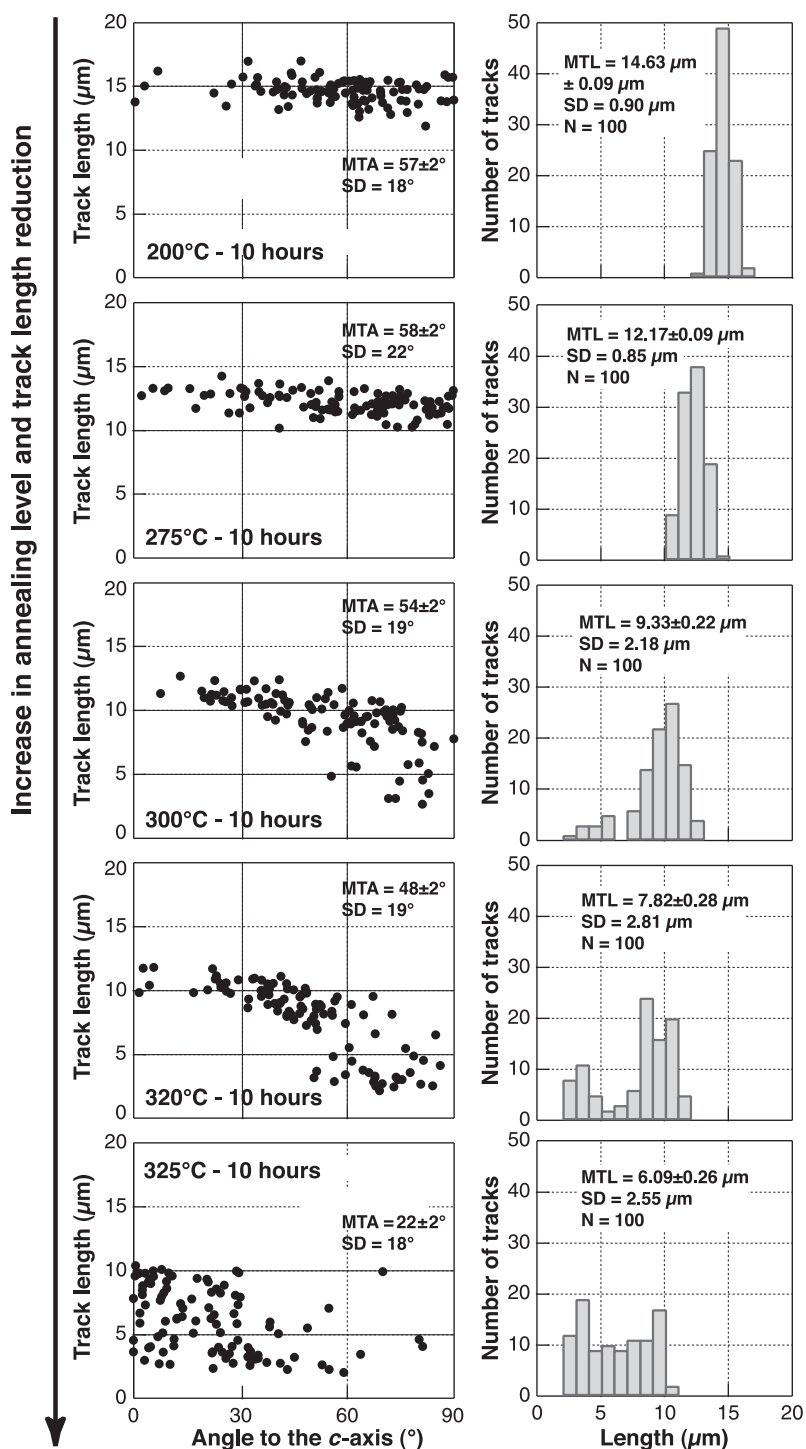 Increase in annealing level and track length reduction
20
15
10
5
0
Track length (µm)
MTA = 57±2°
SD = 18°
200°C - 10 hours
50
40
30
20
10
0
Number of tracks
MTL = 14.63 µm
± 0.09 µm
SD = 0.90 µm
N = 100
20
15
10
5
0
Track length (µm)
MTA = 58±2°
SD = 22°
275°C - 10 hours
50
40
30
20
10
0
Number of tracks
MTL = 12.17±0.09 µm
SD = 0.85 µm
N = 100
20
15
10
5
0
Track length (µm)
MTA = 54±2°
SD = 19°
300°C - 10 hours
50
40
30
20
10
0
Number of tracks
MTL = 9.33±0.22 µm
SD = 2.18 µm
N = 100
20
15
10
5
0
Track length (µm)
MTA = 48±2°
SD = 19°
320°C - 10 hours
50
40
30
20
10
0
Number of tracks
MTL = 7.82±0.28 µm
SD = 2.81 µm
N = 100
20
15
10
5
0
Track length (µm)
325°C - 10 hours
MTA = 22±2°
SD = 18°
0 30 60 90
Angle to the c-axis (°)
50
40
30
20
10
0
Number of tracks
MTL = 6.09±0.26 µm
SD = 2.55 µm
N = 100
0 5 10 15 20
Length (µm)